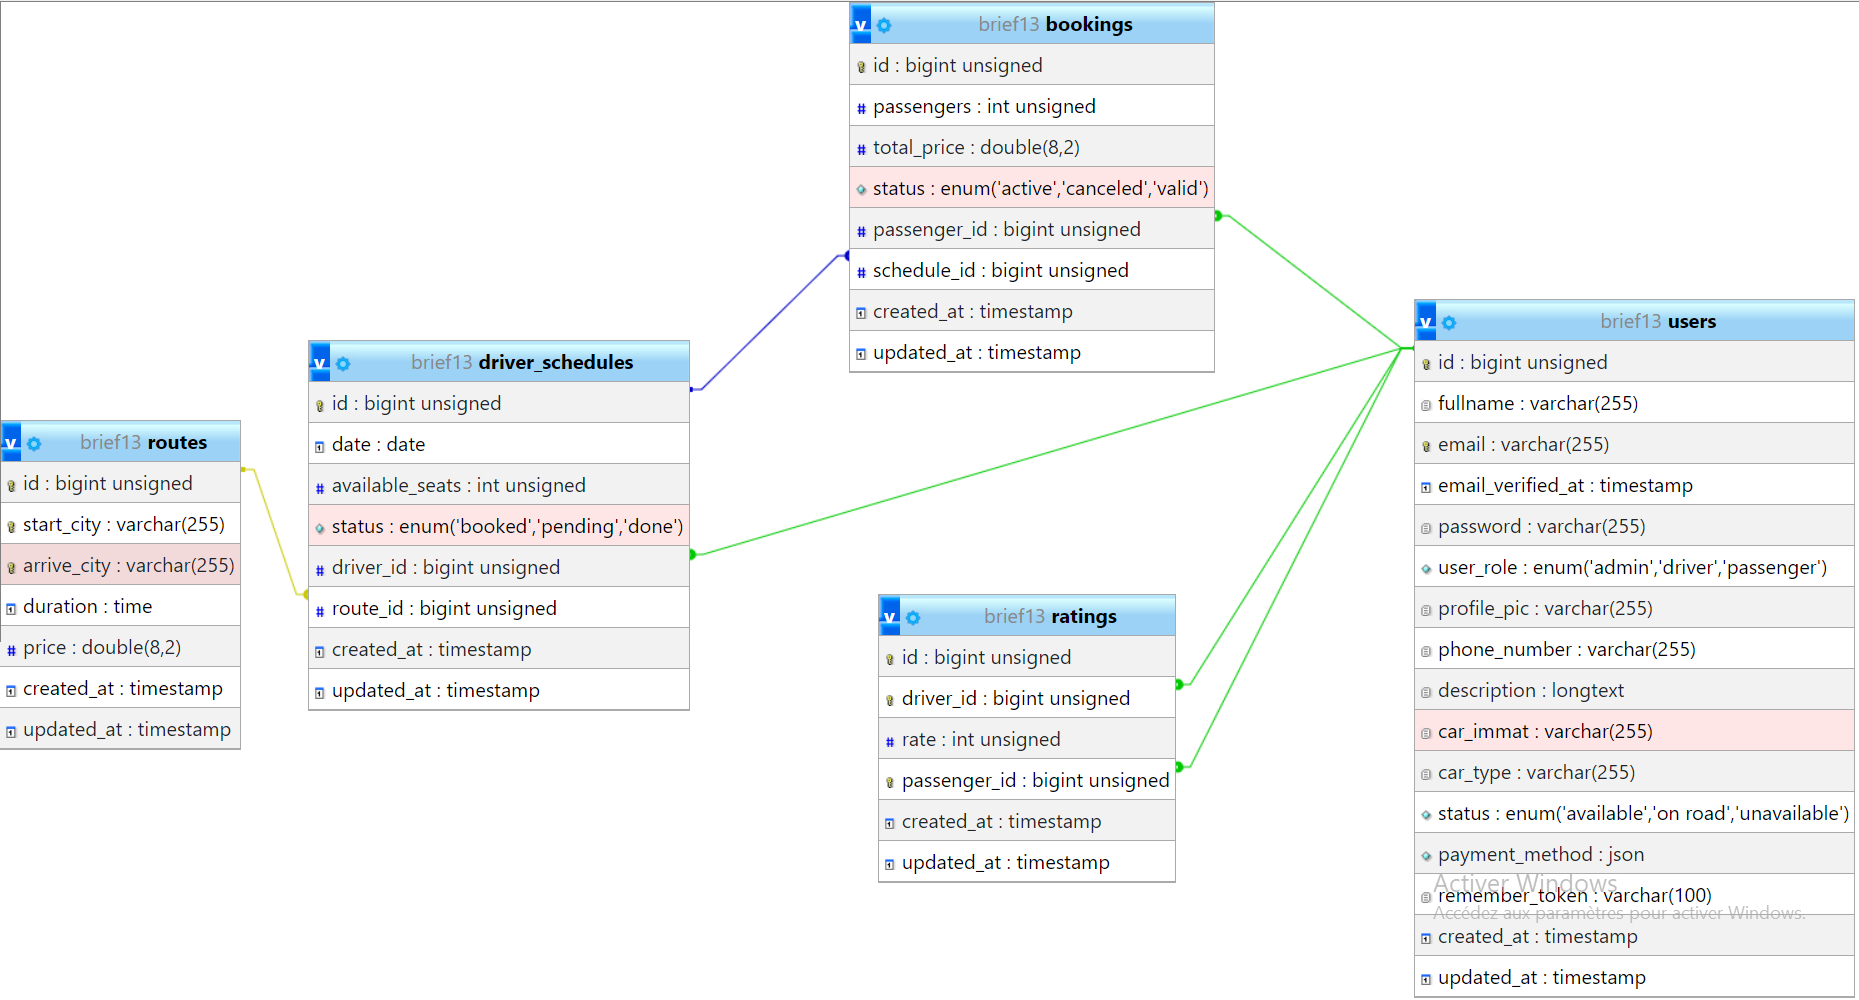 brief13 bookings
id : bigint unsigned
passengers : int unsigned
total_price : double(8,2)
status : enum('active','canceled','valid')
passenger_id : bigint unsigned
schedule_id : bigint unsigned
created_at : timestamp
updated_at : timestamp
brief13 driver_schedules
id : bigint unsigned
date : date
available_seats : int unsigned
status : enum('booked','pending','done')
driver_id : bigint unsigned
route_id : bigint unsigned
created_at : timestamp
updated_at : timestamp
brief13 routes
id : bigint unsigned
start_city : varchar(255)
arrive_city : varchar(255)
duration : time
price : double(8,2)
created_at : timestamp
updated_at : timestamp
brief13 ratings
id : bigint unsigned
driver_id : bigint unsigned
rate : int unsigned
passenger_id : bigint unsigned
created_at : timestamp
updated_at : timestamp
brief13 users
id : bigint unsigned
fullname : varchar(255)
email : varchar(255)
email_verified_at : timestamp
password : varchar(255)
user_role : enum('admin','driver','passenger')
profile_pic : varchar(255)
phone_number : varchar(255)
description : longtext
car_immat : varchar(255)
car_type : varchar(255)
status : enum('available','on road','unavailable')
payment_method : json
Activer Windows
remember_token : varchar(100)
Accédez aux paramètres pour activer Windows.
created_at : timestamp
updated_at : timestamp